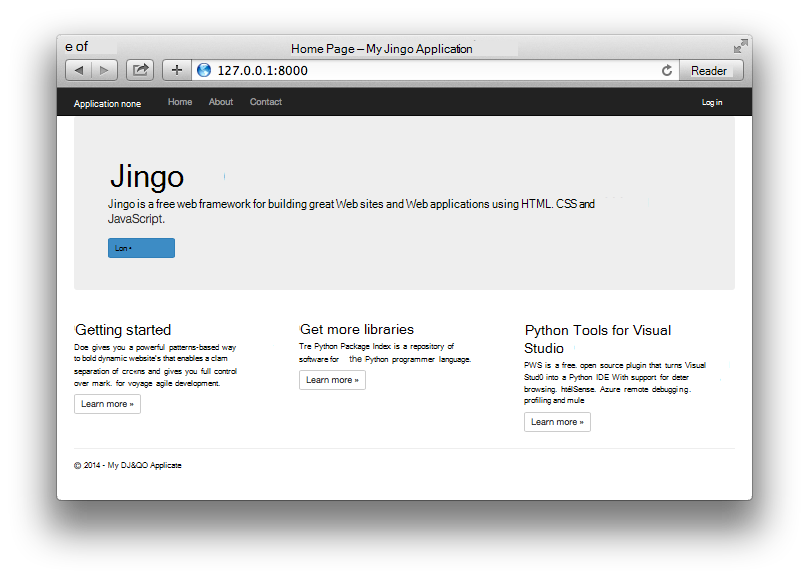 e of
Home Page – My Jingo Application
127.0.0.1:8000
Reader
Application none
Home
About
Contact
Log in
Jingo
Jingo is a free web framework for building great Web sites and Web applications using HTML. CSS and
JavaScript.
Lan •
Getting started
Doe gives you a powerful patterns-based way
to bold dynamic website's that enables a clam
separation of crcxns and gives you full control
over mark. for voyage agile development.
Learn more »
Get more libraries
Tre Python Package Index is a repository of
software for the Python programmer language.
Learn more »
Python Tools for Visual
Studio
PWS is a free. open source plugin that turns Visual
Stud0 into a Python IDE With support for deter
browsing. htélSense. Azure remote debugging.
profiling and mule
Learn more »
© 2014 - My DJ&QO Applicate